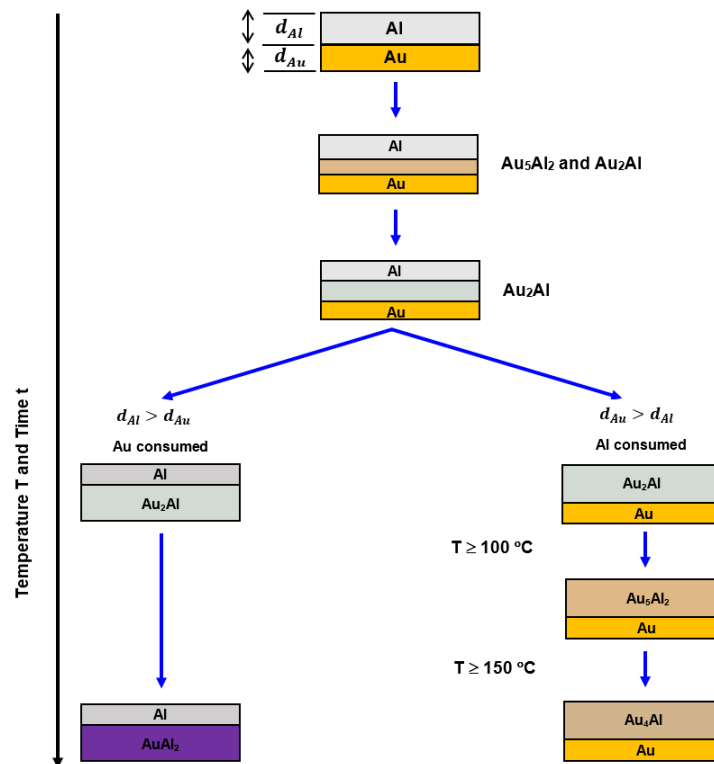 d_Al
Al
d_Au
Au
Al
Au
Au₅Al₂ and Au₂Al
Al
Au
Au₂Al
Temperature T and Time t
d_Al > d_Au
Au consumed
d_Au > d_Al
Al consumed
Al
Au₂Al
Au₂Al
Au
T ≥ 100 °C
Au₅Al₂
Au
T ≥ 150 °C
Al
AuAl₂
Au₄Al
Au